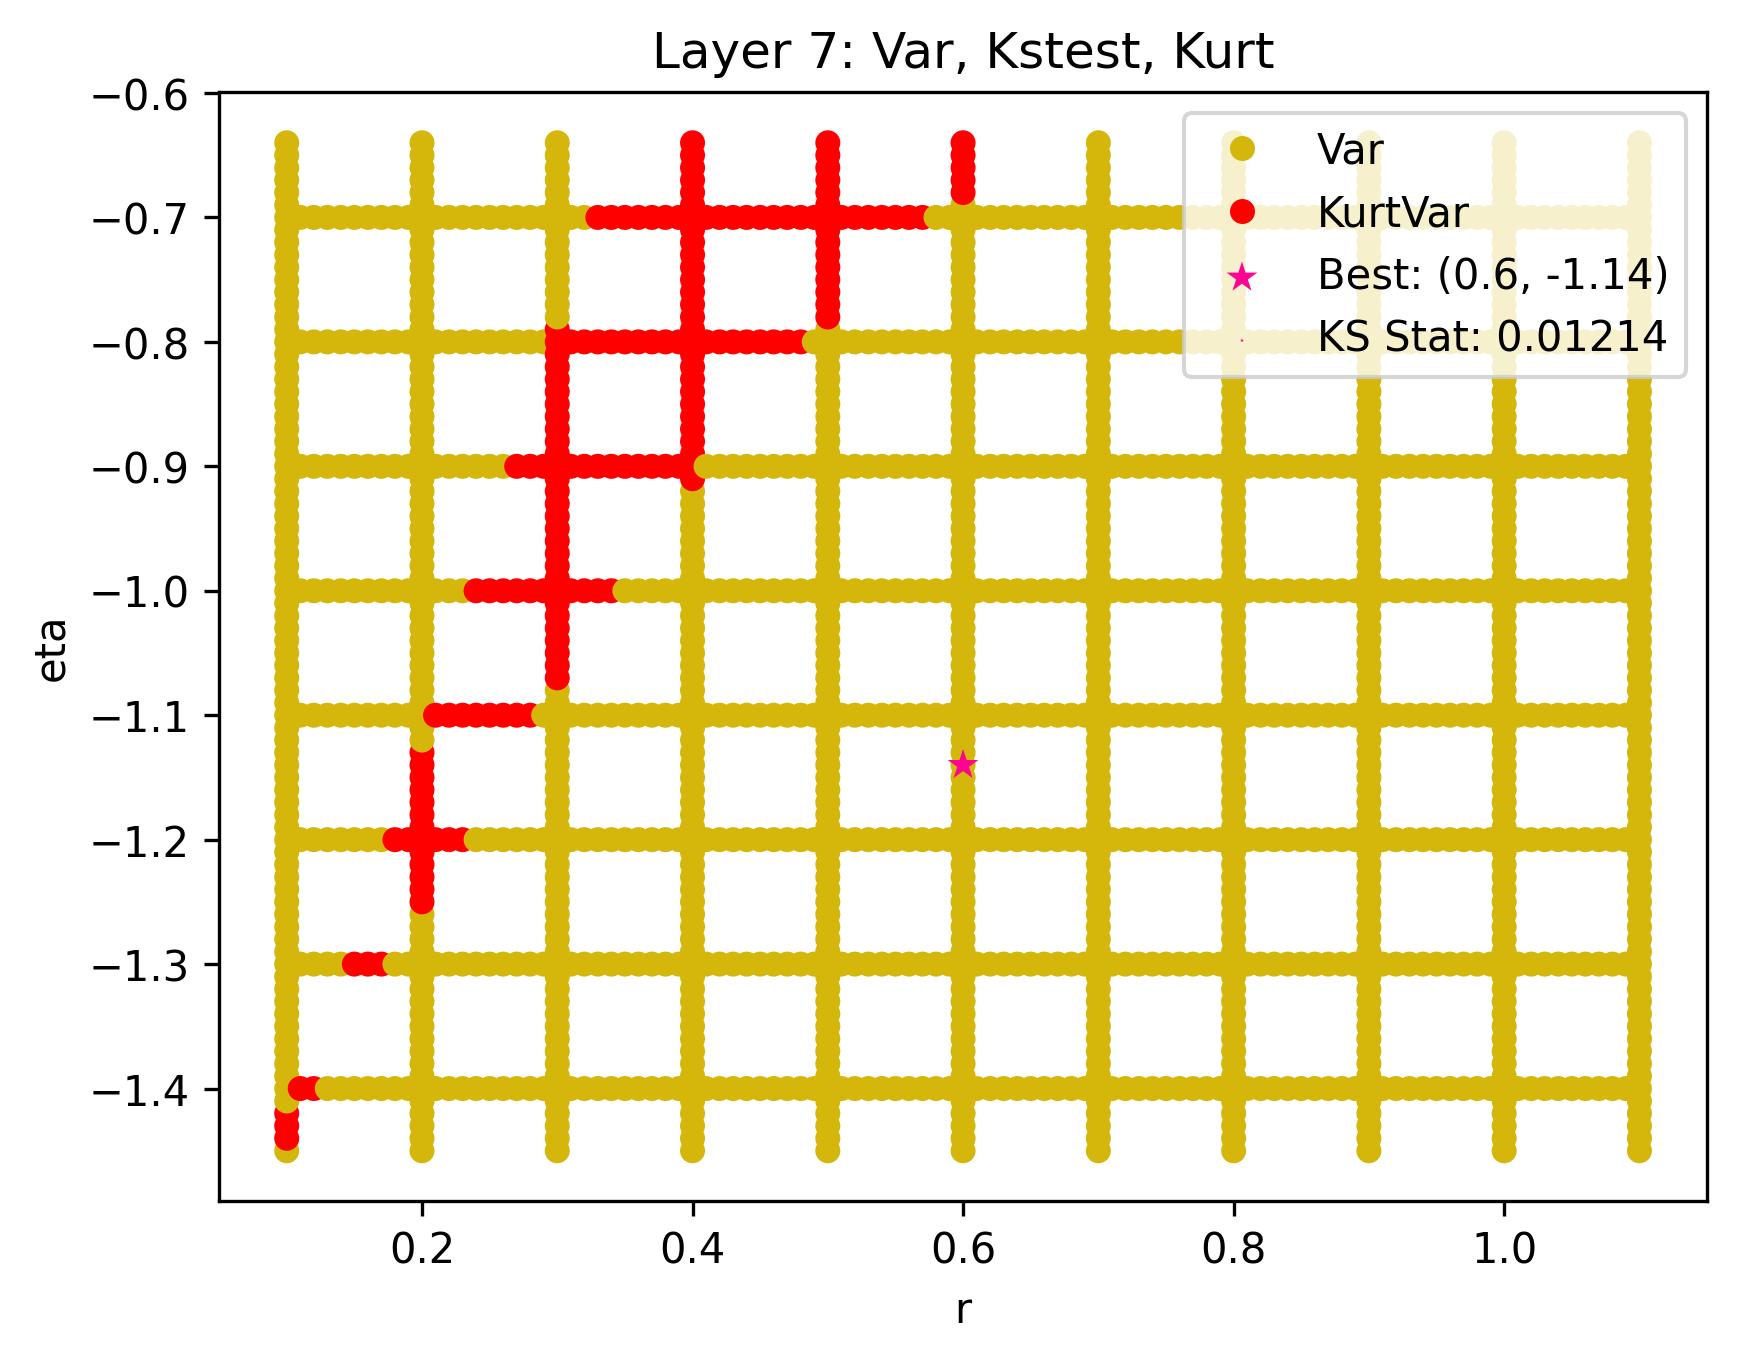 Layer 7: Var, Kstest, Kurt
Var
KurtVar
Best: (0.6, -1.14)
KS Stat: 0.01214
−0.6
−0.7
−0.8
−0.9
−1.0
−1.1
−1.2
−1.3
−1.4
eta
0.2 0.4 0.6 0.8 1.0
r